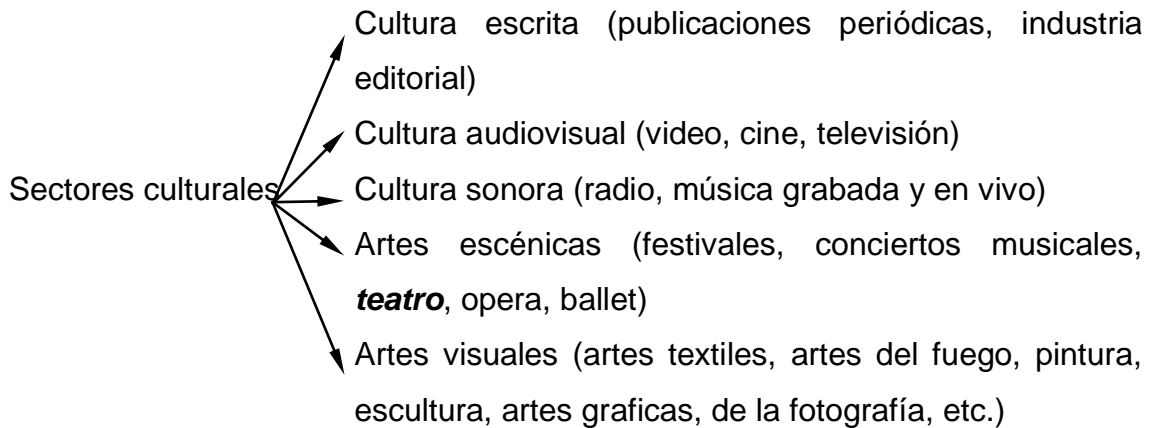 Cultura escrita (publicaciones periódicas, industria
editorial)
Cultura audiovisual (video, cine, televisión)
Sectores culturales
Cultura sonora (radio, música grabada y en vivo)
Artes escénicas (festivales, conciertos musicales,
teatro, opera, ballet)
Artes visuales (artes textiles, artes del fuego, pintura,
escultura, artes graficas, de la fotografía, etc.)